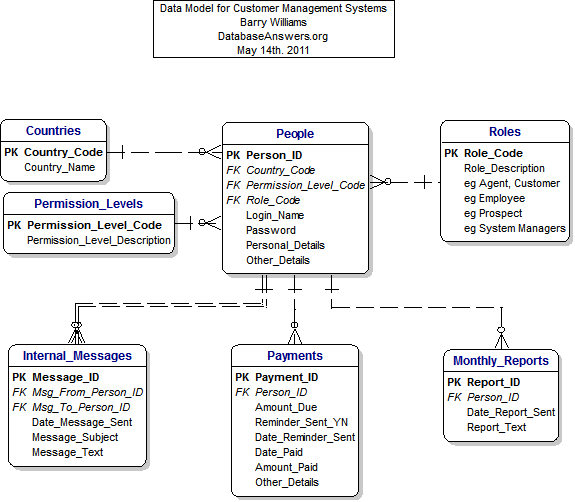 Data Model for Customer Management Systems
Barry Williams
DatabaseAnswers.org
May 14th. 2011
Countries
PK Country_Code
Country_Name
Permission_Levels
PK Permission_Level_Code
Permission_Level_Description
People
PK Person_ID
FK Country_Code
FK Permission_Level_Code
FK Role_Code
Login_Name
Password
Personal_Details
Other_Details
Roles
PK Role_Code
Role_Description
eg Agent, Customer
eg Employee
eg Prospect
eg System Managers
Internal_Messages
PK Message_ID
FK Msg_From_Person_ID
FK Msg_To_Person_ID
Date_Message_Sent
Message_Subject
Message_Text
Payments
PK Payment_ID
FK Person_ID
Amount_Due
Reminder_Sent_YN
Date_Reminder_Sent
Date_Paid
Amount_Paid
Other_Details
Monthly_Reports
PK Report_ID
FK Person_ID
Date_Report_Sent
Report_Text